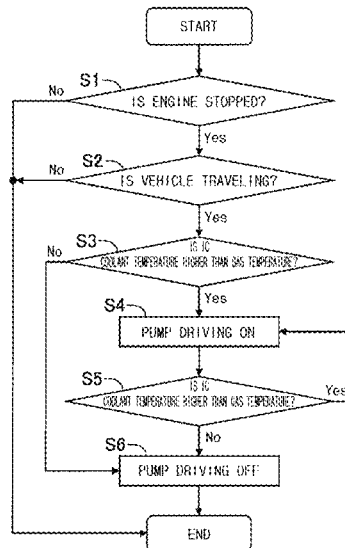 START
S1
IS ENGINE STOPPED?
No
Yes
S2
IS VEHICLE TRAVELING?
No
Yes
S3
IS IC
COOLANT TEMPERATURE HIGHER THAN GAS TEMPERATURE?
No
Yes
S4
PUMP DRIVING ON
S5
IS IC
COOLANT TEMPERATURE HIGHER THAN GAS TEMPERATURE?
Yes
No
S6
PUMP DRIVING OFF
END